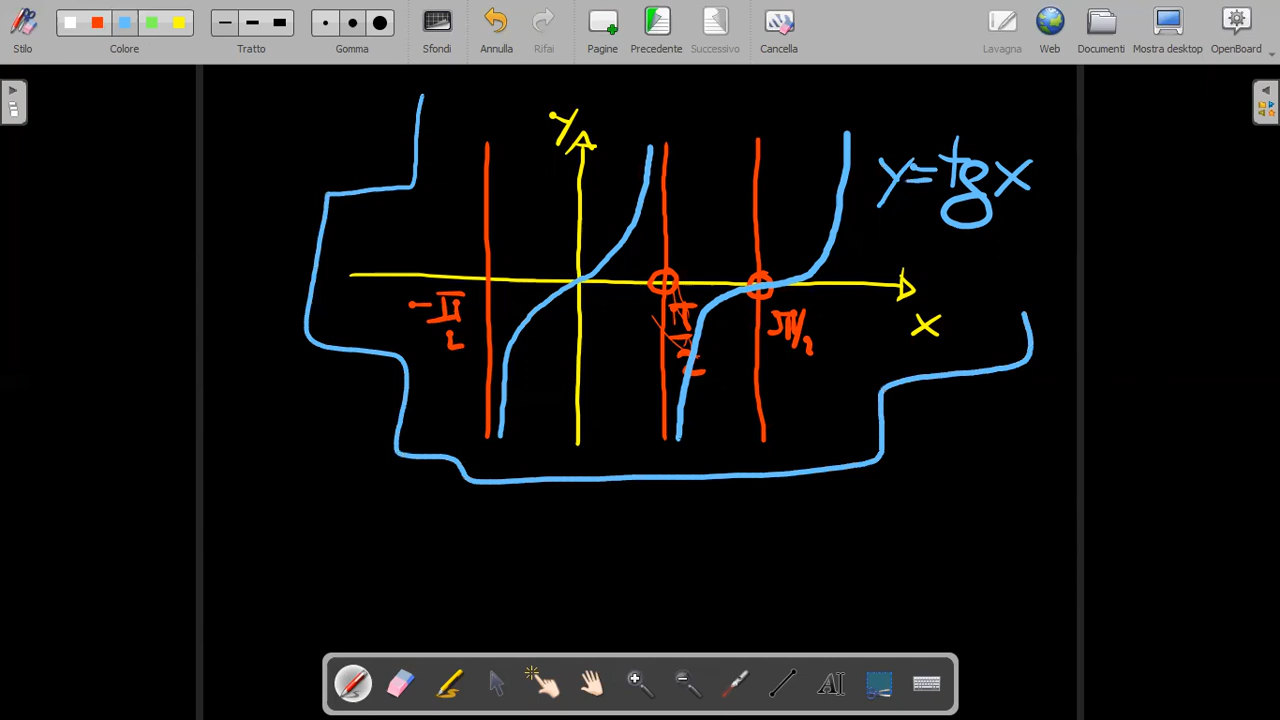 Stilo
Colore
Tratto
Gomma
Sfondi
Annulla
Rifai
Pagine
Precedente
Successivo
Cancella
Lavagna
Web
Documenti
Mostra desktop
OpenBoard
y
y=tgx
-π/2
π/2
x
AI